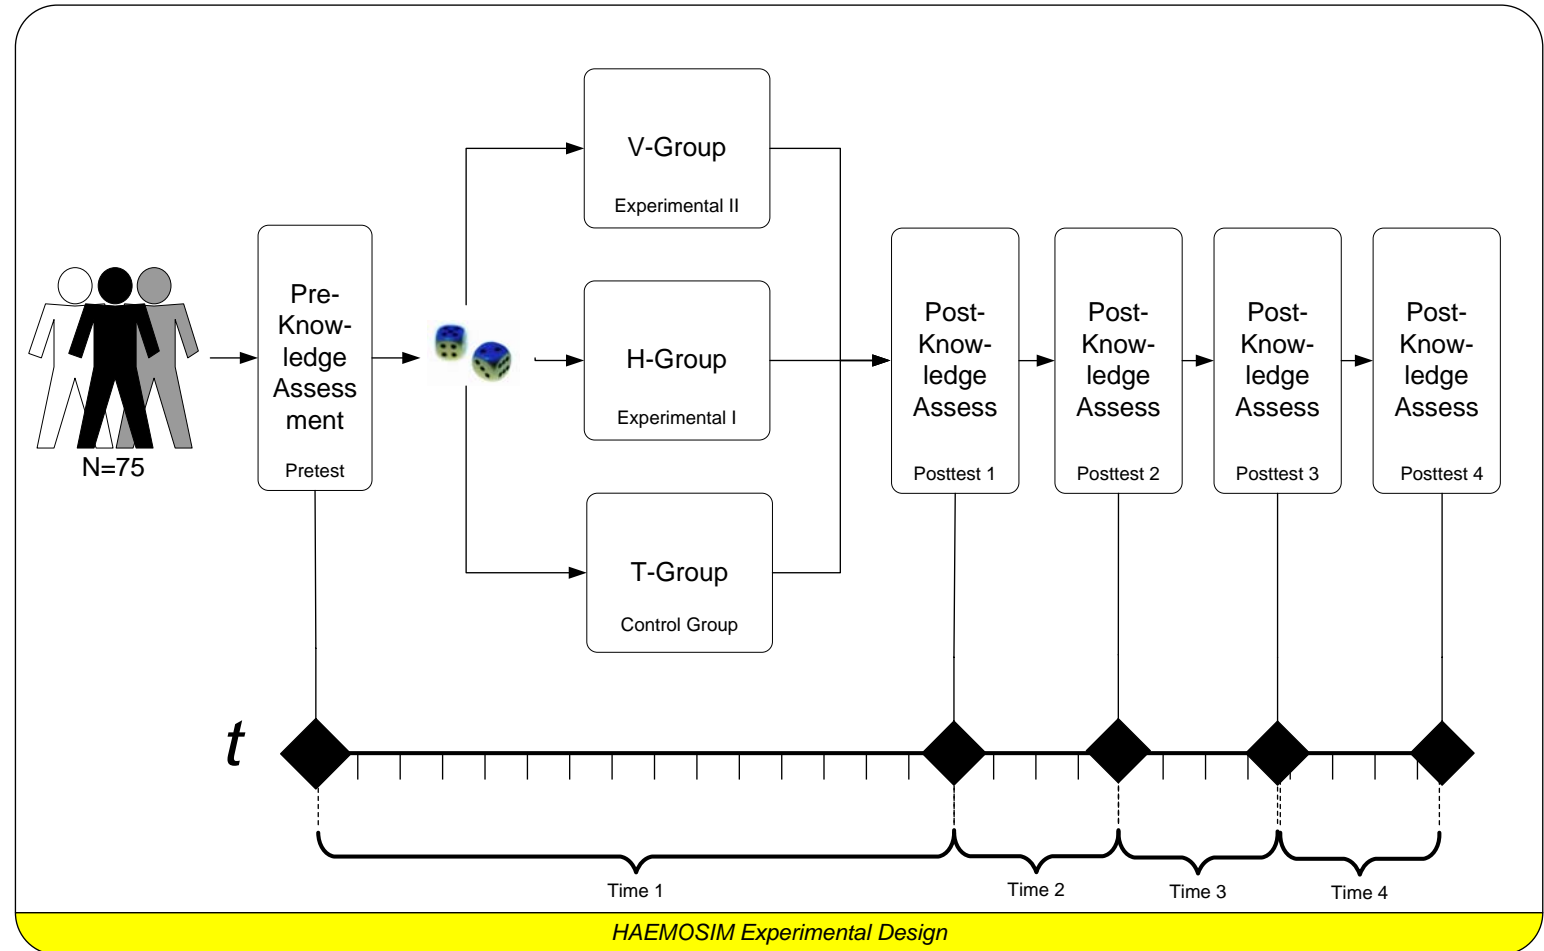 V-Group
Experimental II
Pre-
Know-
ledge
Assess
ment
Pretest
N=75
H-Group
Experimental I
T-Group
Control Group
Post-
Know-
ledge
Assess
Posttest 1
Post-
Know-
ledge
Assess
Posttest 2
Post-
Know-
ledge
Assess
Posttest 3
Post-
Know-
ledge
Assess
Posttest 4
t
Time 1
Time 2
Time 3
Time 4
HAEMOSIM Experimental Design